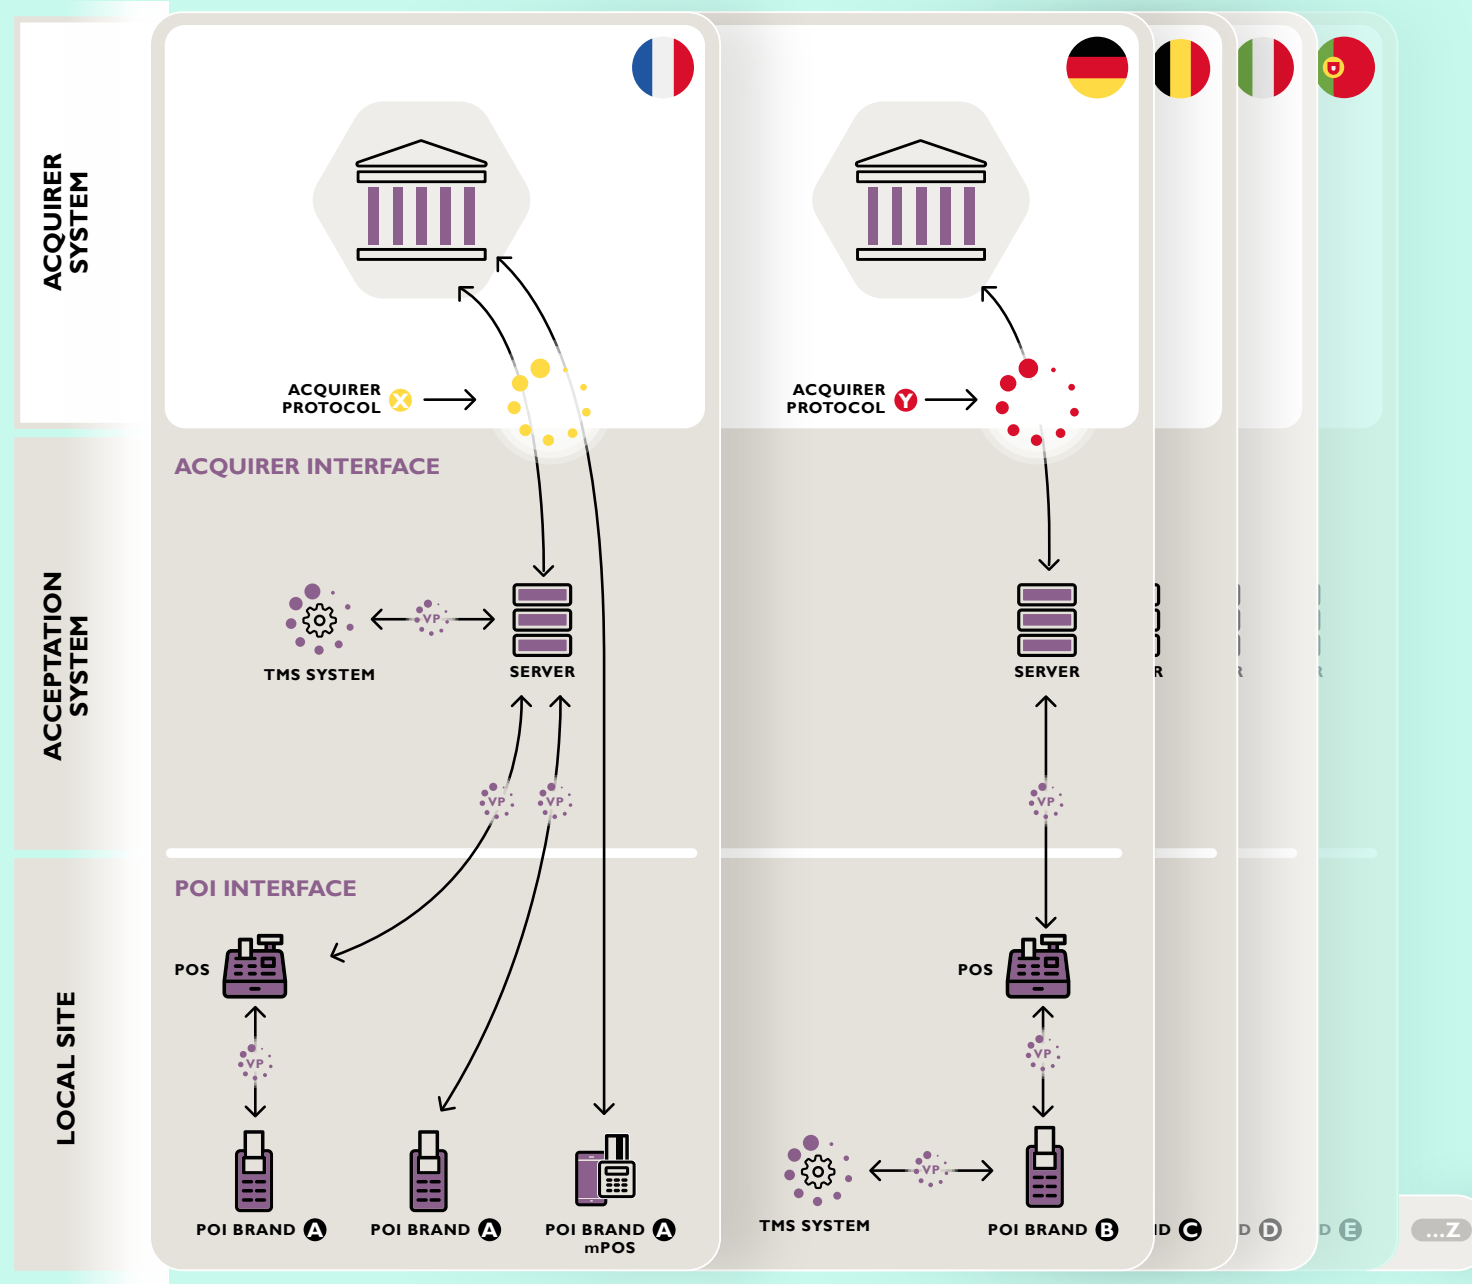 ACQUIRER
SYSTEM
ACQUIRER
PROTOCOL X
ACQUIRER
PROTOCOL Y
ACQUIRER INTERFACE
ACCEPTATION
SYSTEM
VP
TMS SYSTEM
SERVER
SERVER
R
R
R
VP
VP
VP
POI INTERFACE
LOCAL SITE
POS
POS
VP
VP
VP
TMS SYSTEM
POI BRAND A
POI BRAND A
POI BRAND A
mPOS
POI BRAND B
ND C
D D
D E
...Z